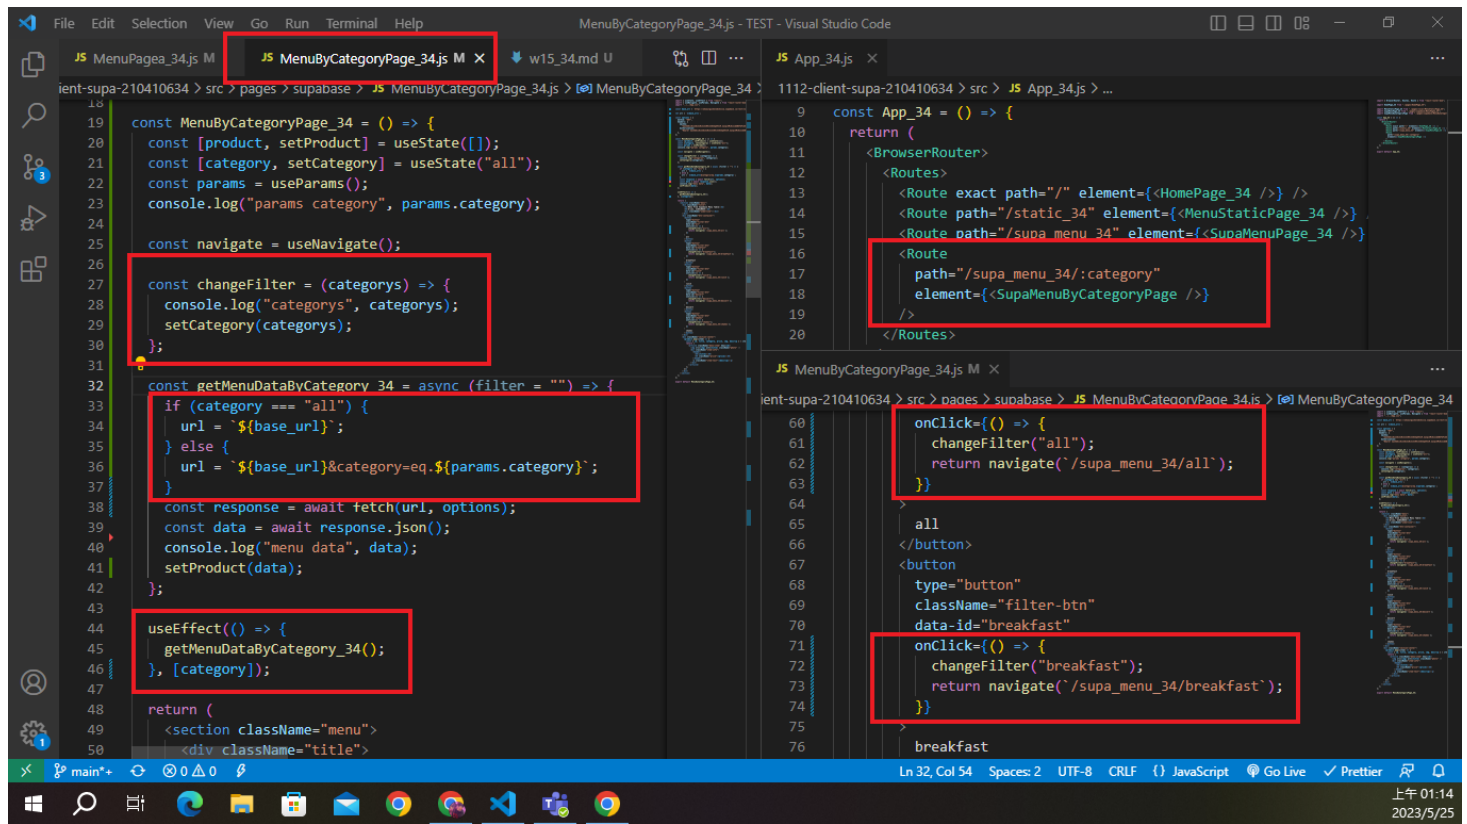 File Edit Selection View Go Run Terminal Help
MenuByCategoryPage_34.js - TEST - Visual Studio Code
JS MenuPagea_34.js M
JS MenuByCategoryPage_34.js M ×
w15_34.md U
ient-supa-210410634 > src > pages > supabase > JS MenuByCategoryPage_34.js > MenuByCategoryPage_34 >
18
19 const MenuByCategoryPage_34 = () => {
20 const [product, setProduct] = useState([]);
21 const [category, setCategory] = useState("all");
22 const params = useParams();
23 console.log("params category", params.category);
24
25 const navigate = useNavigate();
26
27 const changeFilter = (categorys) => {
28 console.log("categorys", categorys);
29 setCategory(categorys);
30 };
31
32 const getMenuDataByCategory_34 = async (filter = "") => {
33 if (category === "all") {
34 url = `${base_url}`;
35 } else {
36 url = `${base_url}&category=eq.${params.category}`;
37 }
38 const response = await fetch(url, options);
39 const data = await response.json();
40 console.log("menu data", data);
41 setProduct(data);
42 };
43
44 useEffect(() => {
45 getMenuDataByCategory_34();
46 }, [category]);
47
48 return (
49 <section className="menu">
50 <div className="title">
JS App_34.js ×
1112-client-supa-210410634 > src > JS App_34.js > ...
9 const App_34 = () => {
10 return (
11 <BrowserRouter>
12 <Routes>
13 <Route exact path="/" element={<HomePage_34 />} />
14 <Route path="/static_34" element={<MenuStaticPage_34 />}
15 <Route path="/supa_menu_34" element={<SupaMenuPage_34 />}
16 <Route
17 path="/supa_menu_34/:category"
18 element={<SupaMenuByCategoryPage />}
19 />
20 </Routes>
JS MenuByCategoryPage_34.js M ×
ient-supa-210410634 > src > pages > supabase > JS MenuByCategoryPage_34.js > MenuByCategoryPage_34
60 onClick={() => {
61 changeFilter("all");
62 return navigate(`/supa_menu_34/all`);
63 }}
64 >
65 all
66 </button>
67 <button
68 type="button"
69 className="filter-btn"
70 data-id="breakfast"
71 onClick={() => {
72 changeFilter("breakfast");
73 return navigate(`/supa_menu_34/breakfast`);
74 }}
75 >
76 breakfast
3
1
main*+ 0 0
Ln 32, Col 54 Spaces: 2 UTF-8 CRLF {} JavaScript Go Live Prettier
上午 01:14
2023/5/25